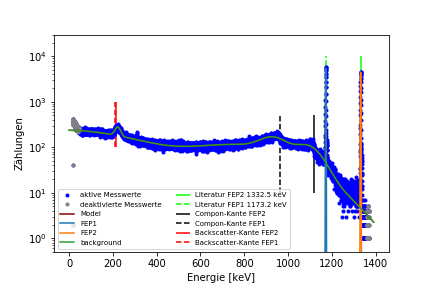 10⁴
10³
10²
10¹
10⁰
Zählungen
aktive Messwerte
deaktivierte Messwerte
Model
FEP1
FEP2
background
Literatur FEP2 1332,5 keV
Literatur FEP1 1173.2 keV
Compon-Kante FEP2
Compon-Kante FEP1
Backscatter-Kante FEP2
Backscatter-Kante FEP1
0 200 400 600 800 1000 1200 1400
Energie [keV]